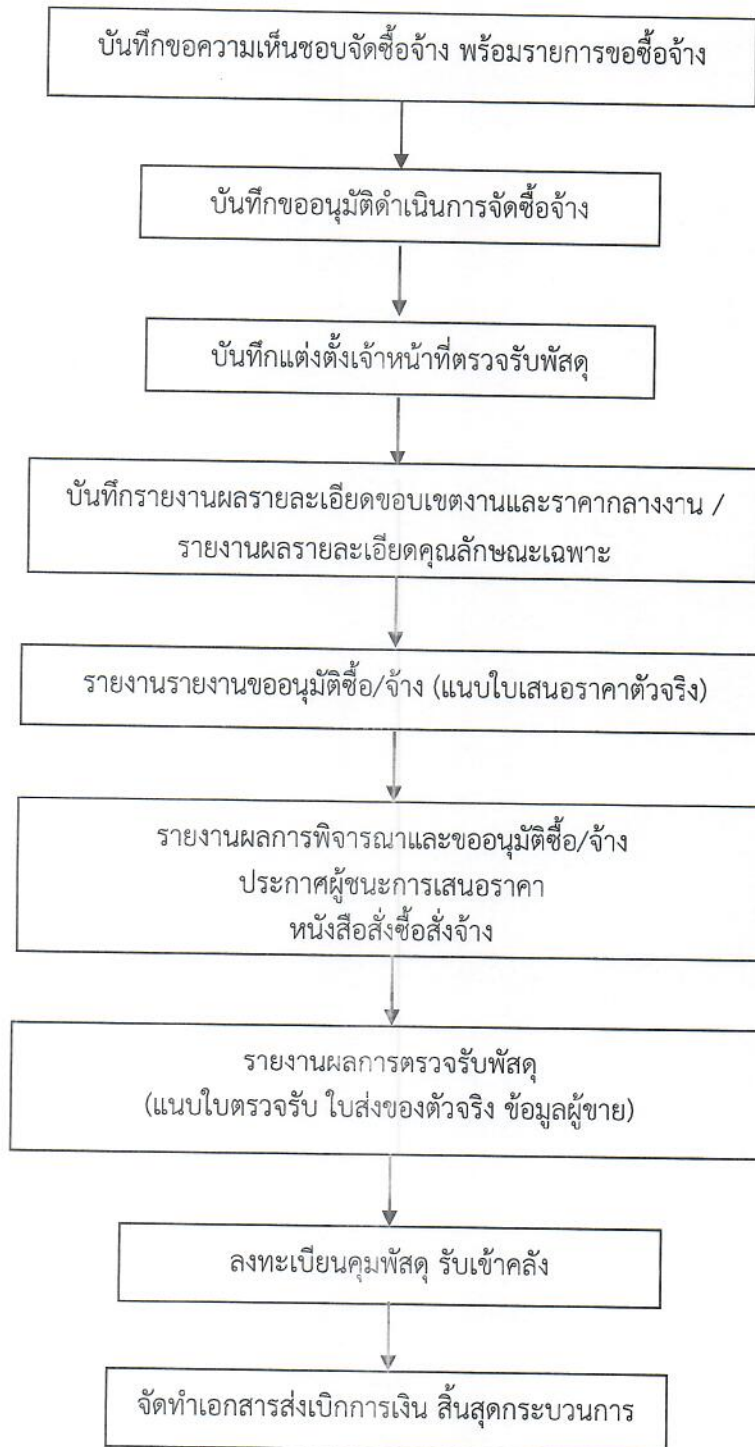 บันทึกขอความเห็นชอบจัดซื้อจ้าง พร้อมรายการขอซื้อจ้าง
บันทึกขออนุมัติดำเนินการจัดซื้อจ้าง
บันทึกแต่งตั้งเจ้าหน้าที่ตรวจรับพัสดุ
บันทึกรายงานผลรายละเอียดขอบเขตงานและราคากลางงาน /
รายงานผลรายละเอียดคุณลักษณะเฉพาะ
รายงานรายงานขออนุมัติซื้อ/จ้าง (แนบใบเสนอราคาตัวจริง)
รายงานผลการพิจารณาและขออนุมัติซื้อ/จ้าง
ประกาศผู้ชนะการเสนอราคา
หนังสือสั่งซื้อสั่งจ้าง
รายงานผลการตรวจรับพัสดุ
(แนบใบตรวจรับ ใบส่งของตัวจริง ข้อมูลผู้ขาย)
ลงทะเบียนคุมพัสดุ รับเข้าคลัง
จัดทำเอกสารส่งเบิกการเงิน สิ้นสุดกระบวนการ